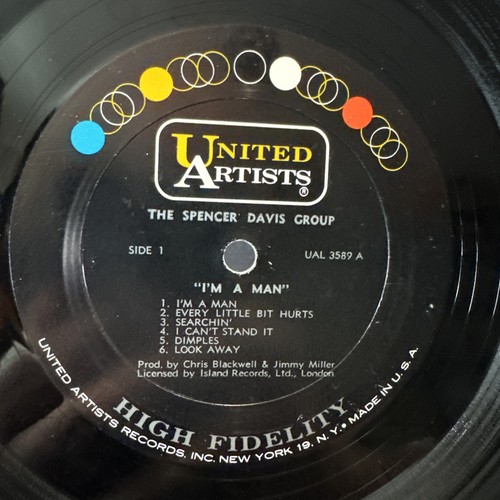 UNITED
ARTISTS®
THE SPENCER DAVIS GROUP
SIDE 1
UAL 3589 A
"I'M A MAN"
1. I'M A MAN
2. EVERY LITTLE BIT HURTS
3. SEARCHIN'
4. I CAN'T STAND IT
5. DIMPLES
6. LOOK AWAY
Prod. by Chris Blackwell & Jimmy Miller
Licensed by Island Records, Ltd., London
HIGH FIDELITY
UNITED ARTISTS RECORDS, INC. NEW YORK 19, N.Y. • MADE IN U.S.A.